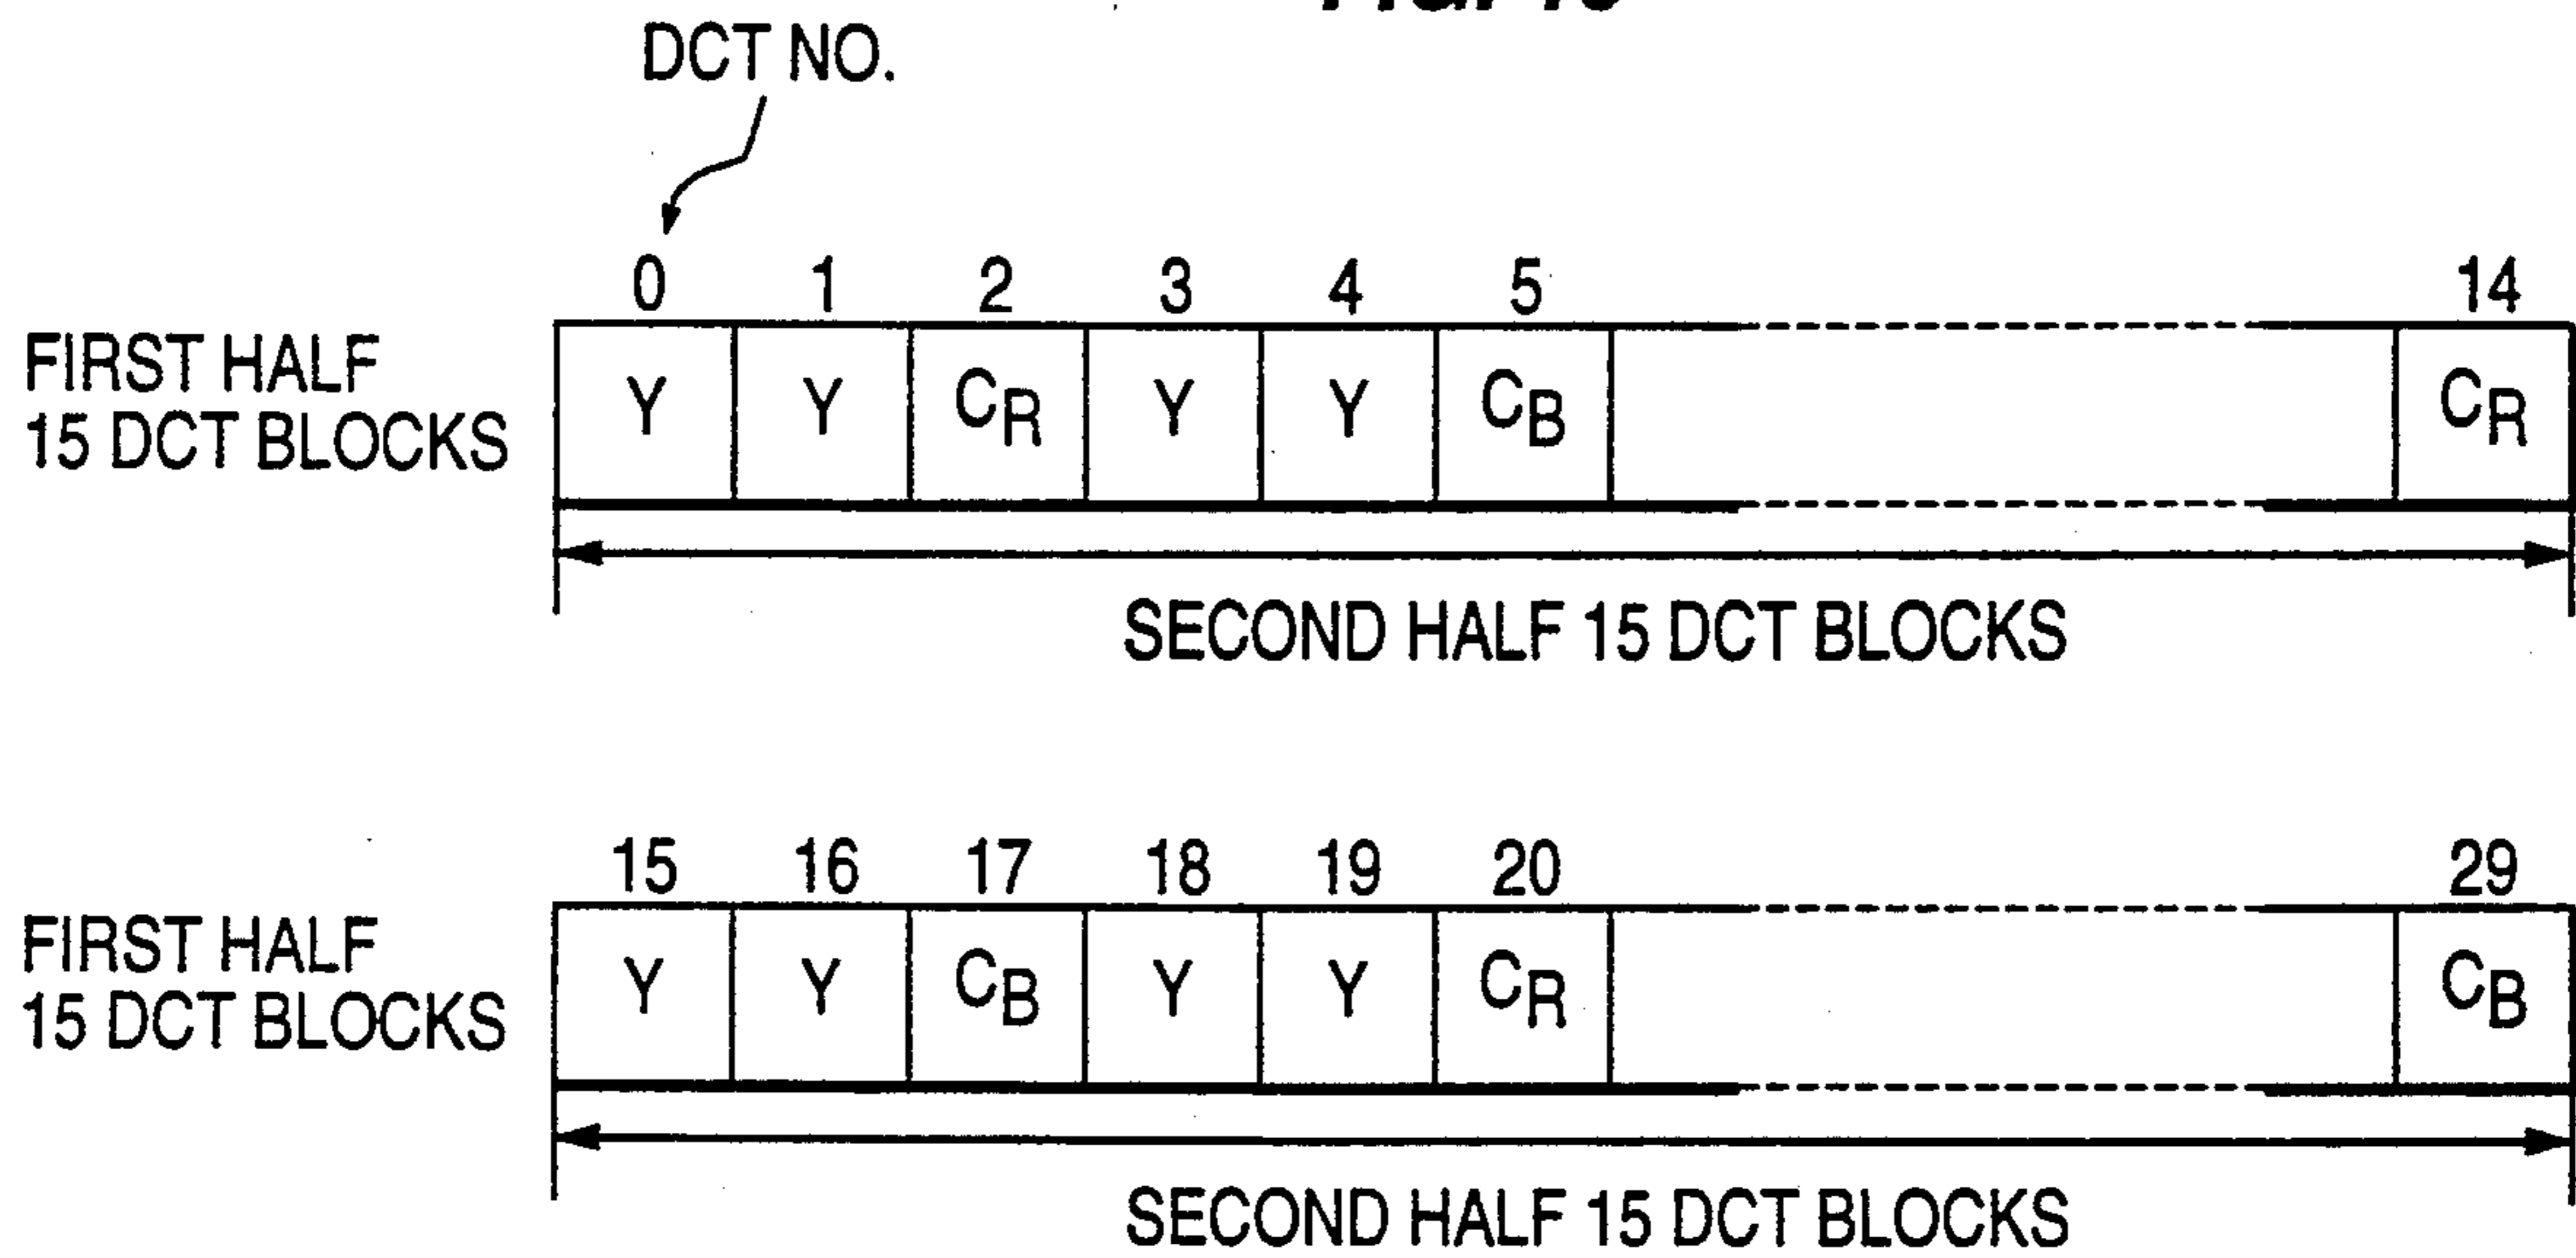 DCT NO.
0 1 2 3 4 5 14
FIRST HALF
15 DCT BLOCKS
Y Y CR Y Y CB CR
SECOND HALF 15 DCT BLOCKS
15 16 17 18 19 20 29
FIRST HALF
15 DCT BLOCKS
Y Y CB Y Y CR CB
SECOND HALF 15 DCT BLOCKS